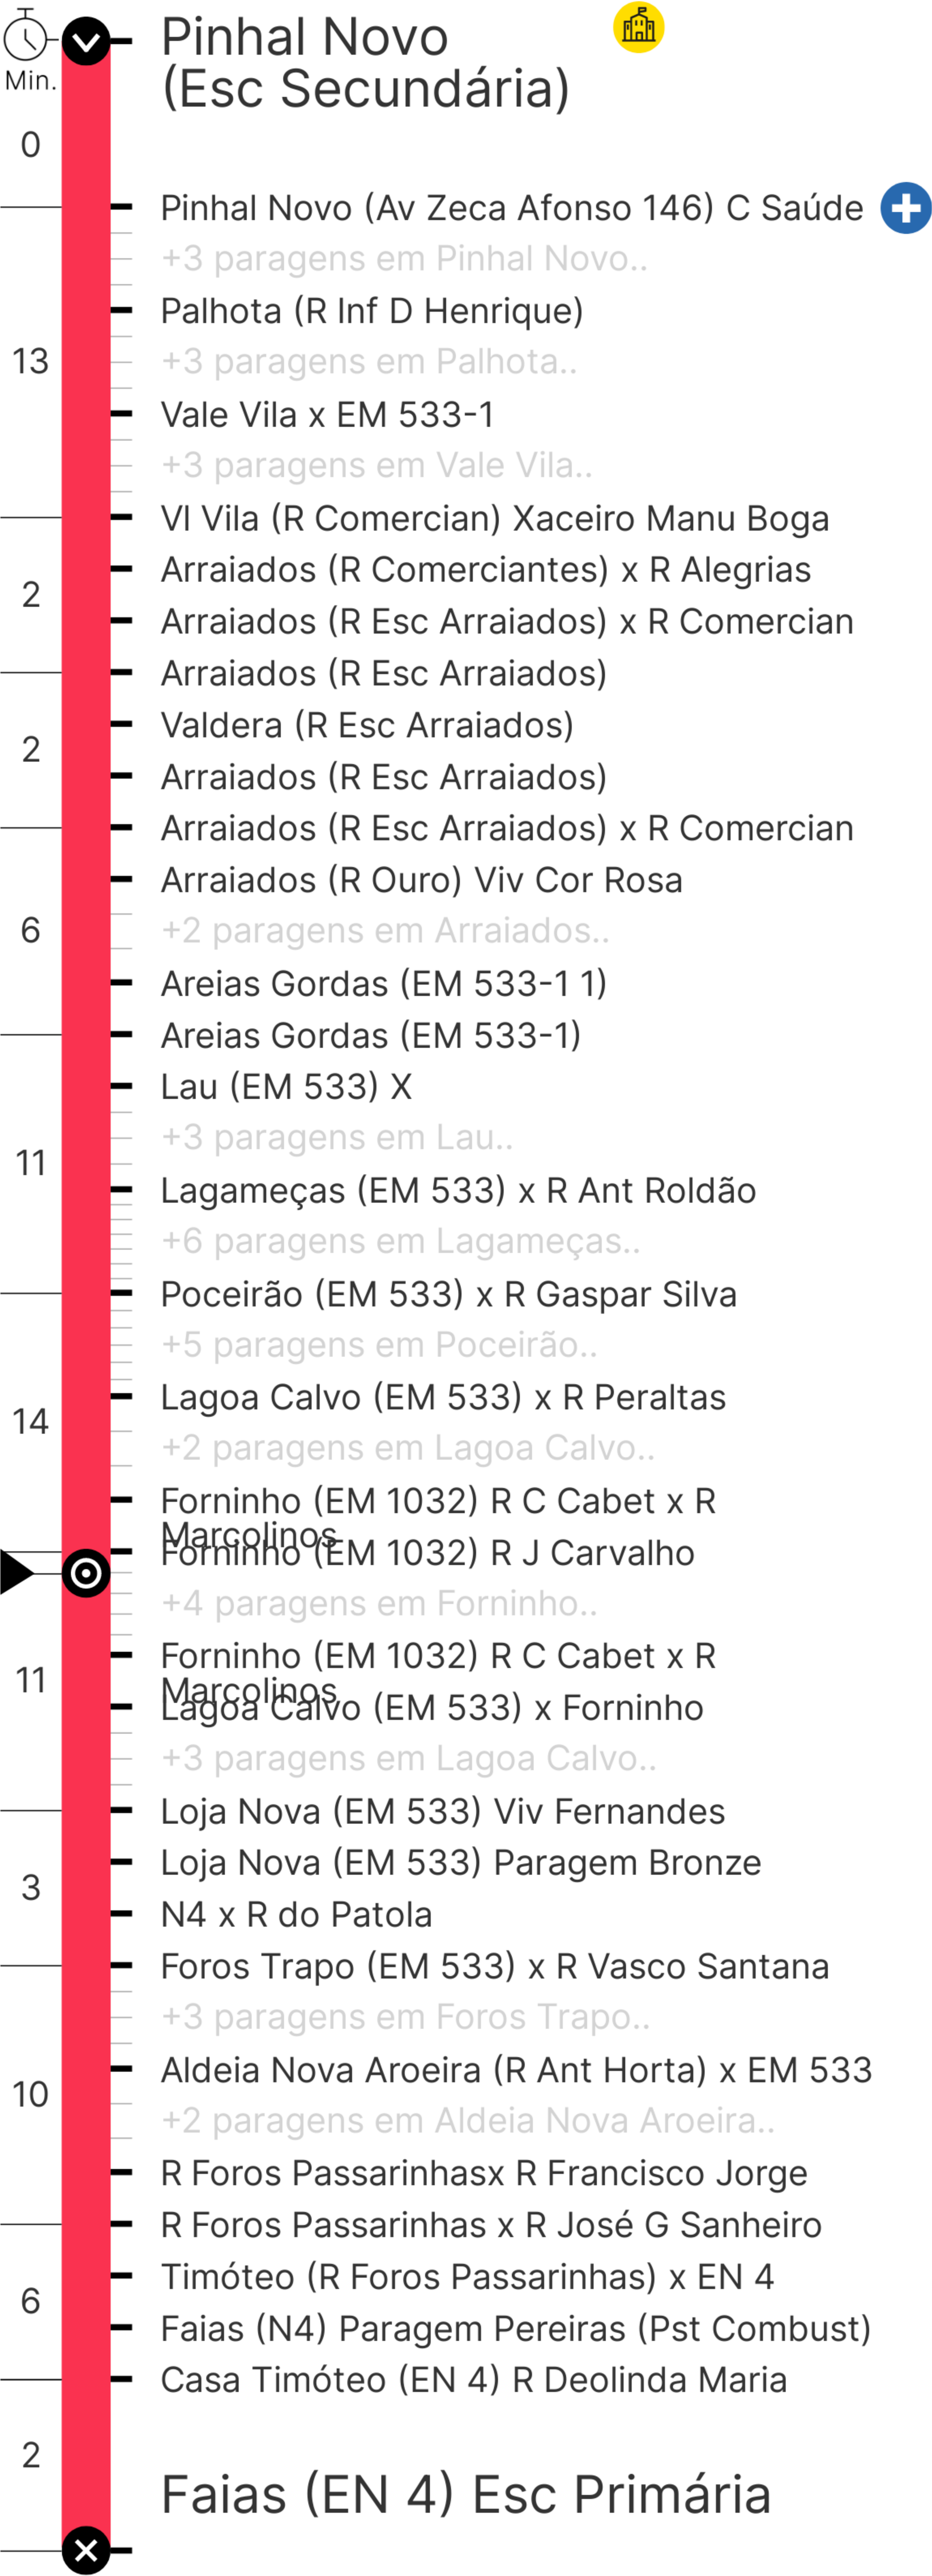 Pinhal Novo
(Esc Secundária)
Min.
0
Pinhal Novo (Av Zeca Afonso 146) C Saúde
+3 paragens em Pinhal Novo..
Palhota (R Inf D Henrique)
13
+3 paragens em Palhota..
Vale Vila x EM 533-1
+3 paragens em Vale Vila..
Vl Vila (R Comercian) Xaceiro Manu Boga
Arraiados (R Comerciantes) x R Alegrias
2
Arraiados (R Esc Arraiados) x R Comercian
Arraiados (R Esc Arraiados)
Valdera (R Esc Arraiados)
2
Arraiados (R Esc Arraiados)
Arraiados (R Esc Arraiados) x R Comercian
Arraiados (R Ouro) Viv Cor Rosa
6
+2 paragens em Arraiados..
Areias Gordas (EM 533-1 1)
Areias Gordas (EM 533-1)
Lau (EM 533) X
+3 paragens em Lau..
11
Lagameças (EM 533) x R Ant Roldão
+6 paragens em Lagameças..
Poceirão (EM 533) x R Gaspar Silva
+5 paragens em Poceirão..
Lagoa Calvo (EM 533) x R Peraltas
14
+2 paragens em Lagoa Calvo..
Forninho (EM 1032) R C Cabet x R
Marcolinos
Forninho (EM 1032) R J Carvalho
+4 paragens em Forninho..
Forninho (EM 1032) R C Cabet x R
11
Marcolinos
Lagoa Calvo (EM 533) x Forninho
+3 paragens em Lagoa Calvo..
Loja Nova (EM 533) Viv Fernandes
Loja Nova (EM 533) Paragem Bronze
3
N4 x R do Patola
Foros Trapo (EM 533) x R Vasco Santana
+3 paragens em Foros Trapo..
Aldeia Nova Aroeira (R Ant Horta) x EM 533
10
+2 paragens em Aldeia Nova Aroeira..
R Foros Passarinhasx R Francisco Jorge
R Foros Passarinhas x R José G Sanheiro
Timóteo (R Foros Passarinhas) x EN 4
6
Faias (N4) Paragem Pereiras (Pst Combust)
Casa Timóteo (EN 4) R Deolinda Maria
2
Faias (EN 4) Esc Primária